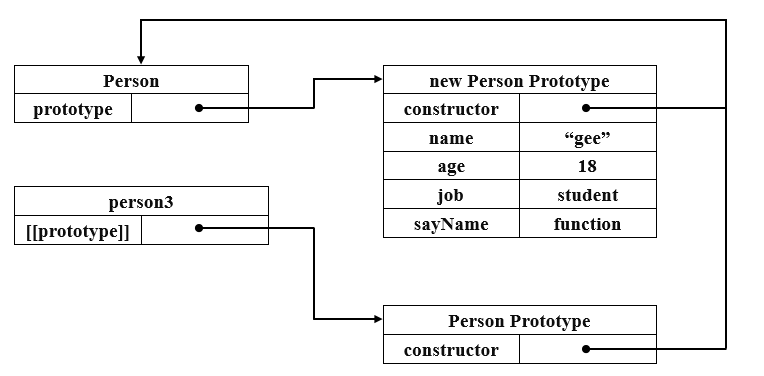 Person
prototype
new Person Prototype
constructor
name “gee”
age 18
job student
sayName function
person3
[[prototype]]
Person Prototype
constructor